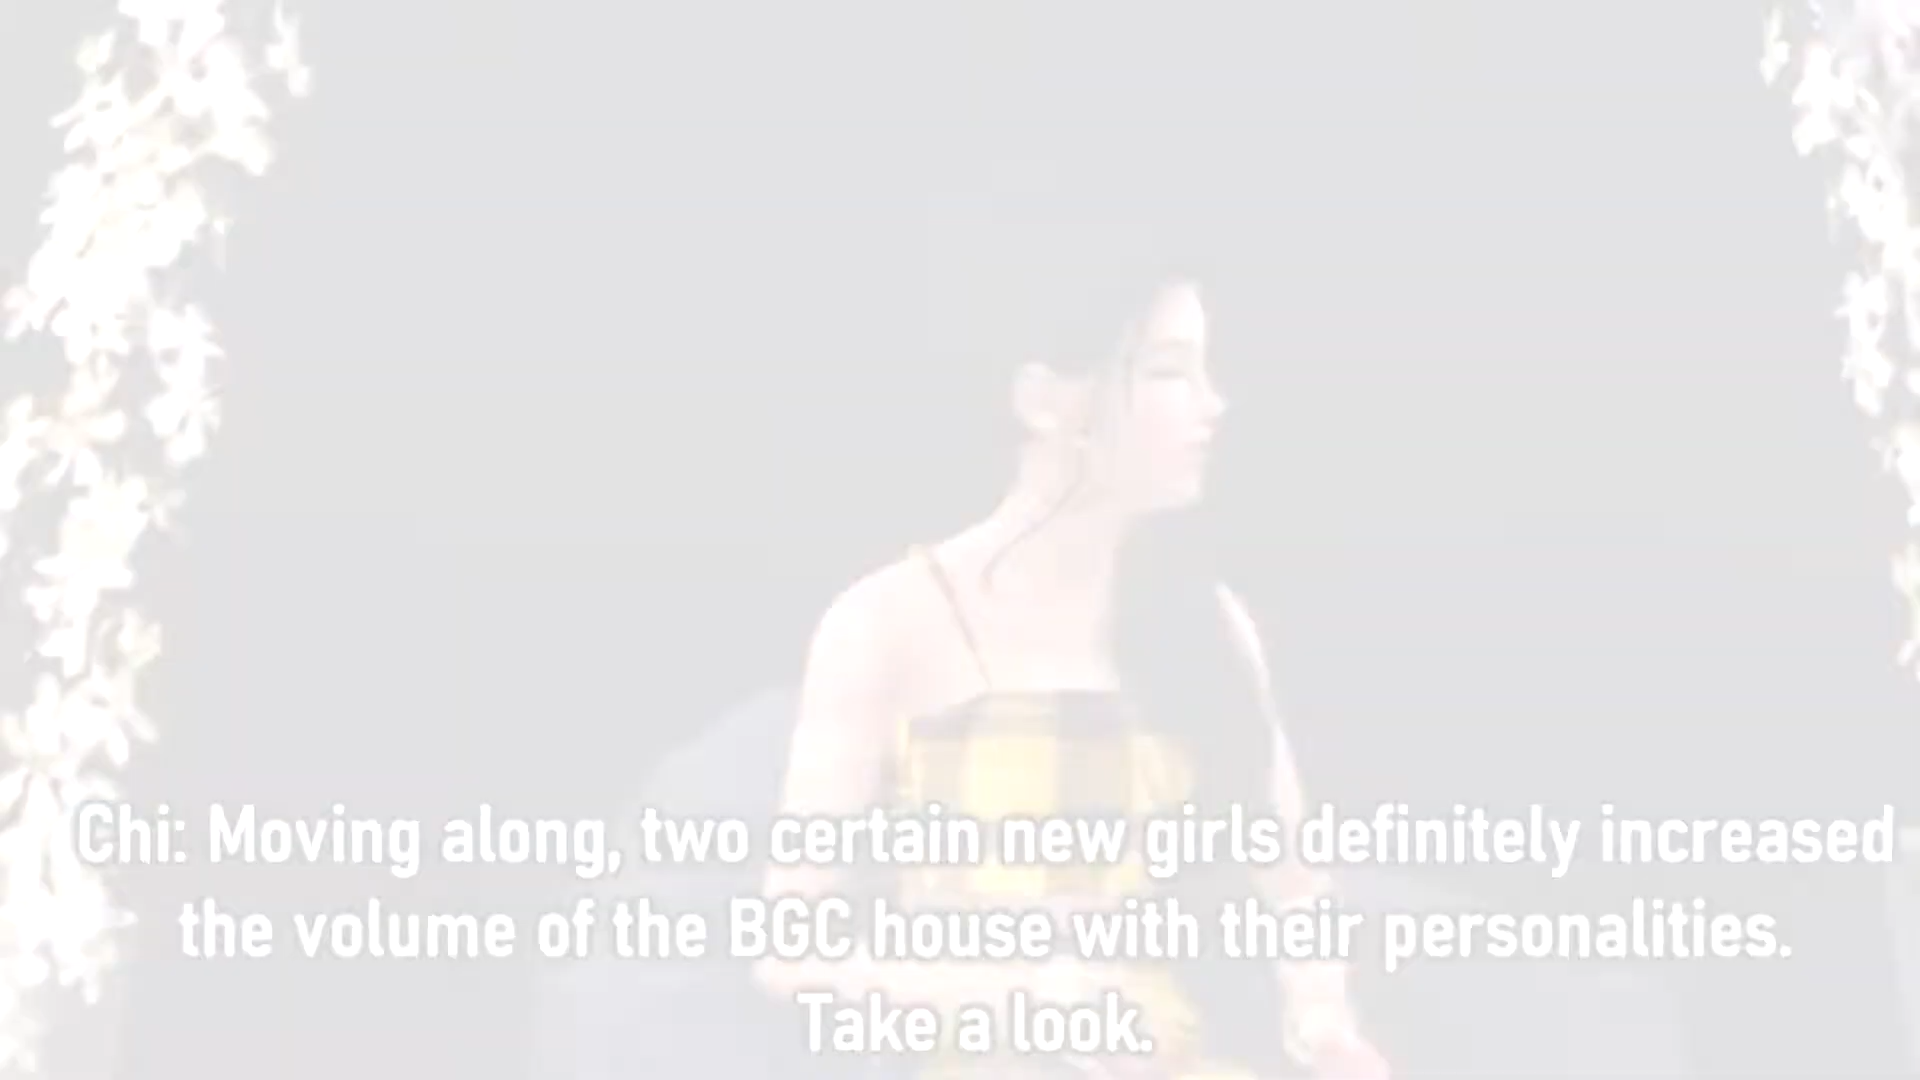 Chi: Moving along, two certain new girls definitely increased
the volume of the BGC house with their personalities.
Take a look.